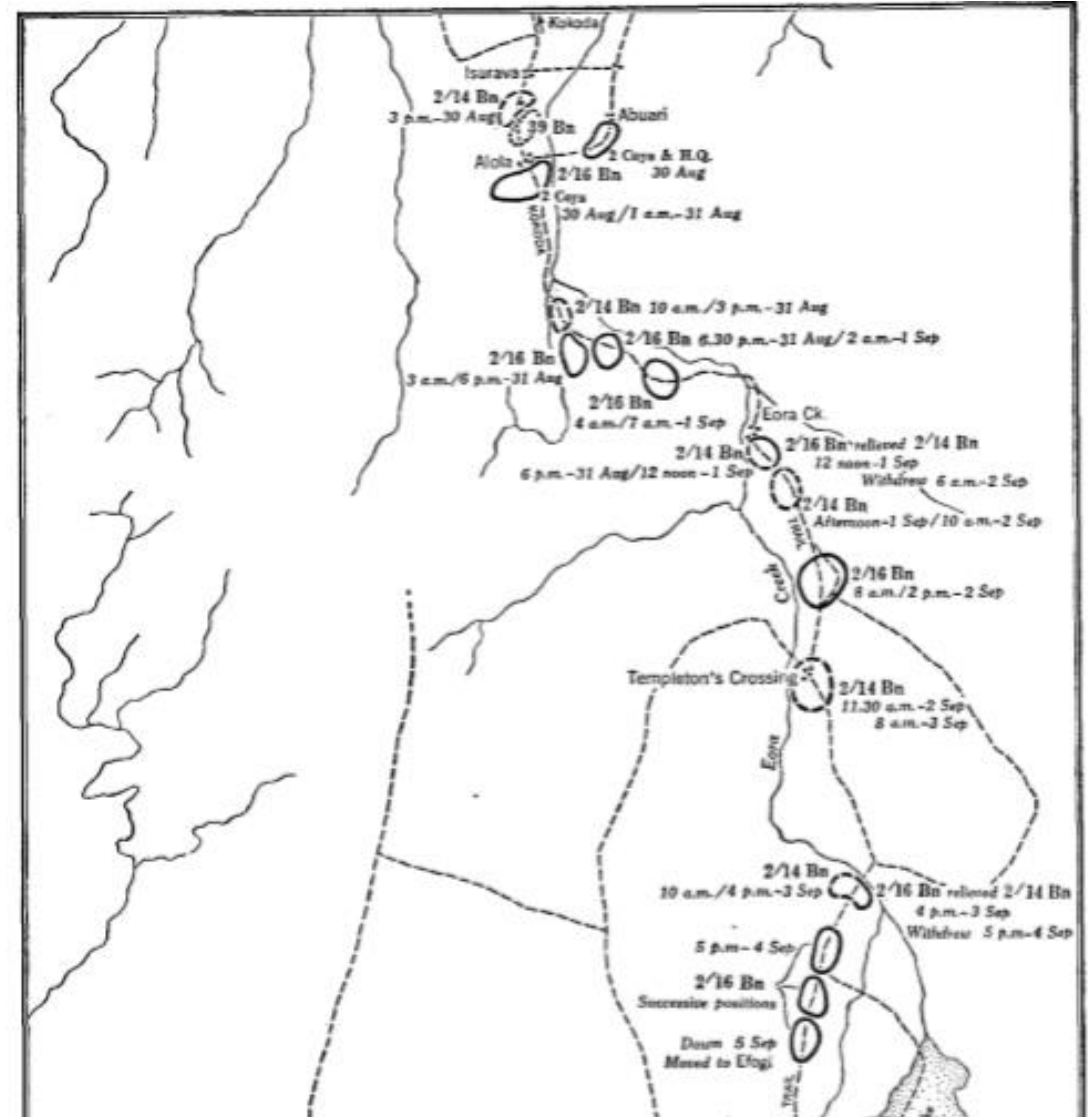 Kokoda
Isurava
2/14 Bn
3 p.m.-30 Aug
39 Bn
Abuari
2 Coys & H.Q.
30 Aug
Alola
2/16 Bn
2 Coys
30 Aug/1 a.m.-31 Aug
KOKODA
2/14 Bn 10 a.m./3 p.m.-31 Aug
2/16 Bn 6.30 p.m.-31 Aug/2 a.m.-1 Sep
2/16 Bn
3 a.m./6 p.m.-31 Aug
2/16 Bn
4 a.m./7 a.m.-1 Sep
Eora Ck.
2/14 Bn
6 p.m.-31 Aug/12 noon-1 Sep
2/16 Bn relieved 2/14 Bn
12 noon-1 Sep
Withdrew 6 a.m.-2 Sep
2/14 Bn
Afternoon-1 Sep/10 a.m.-2 Sep
TRAIL
2/16 Bn
8 a.m./2 p.m.-2 Sep
Creek
Templeton's Crossing
2/14 Bn
11.30 a.m.-2 Sep
8 a.m.-3 Sep
Eora
2/14 Bn
10 a.m./4 p.m.-3 Sep
2/16 Bn relieved 2/14 Bn
4 p.m.-3 Sep
Withdrew 5 p.m-4 Sep
5 p.m-4 Sep
2/16 Bn
Successive positions
Dawn 5 Sep
Moved to Efogi
TRAIL